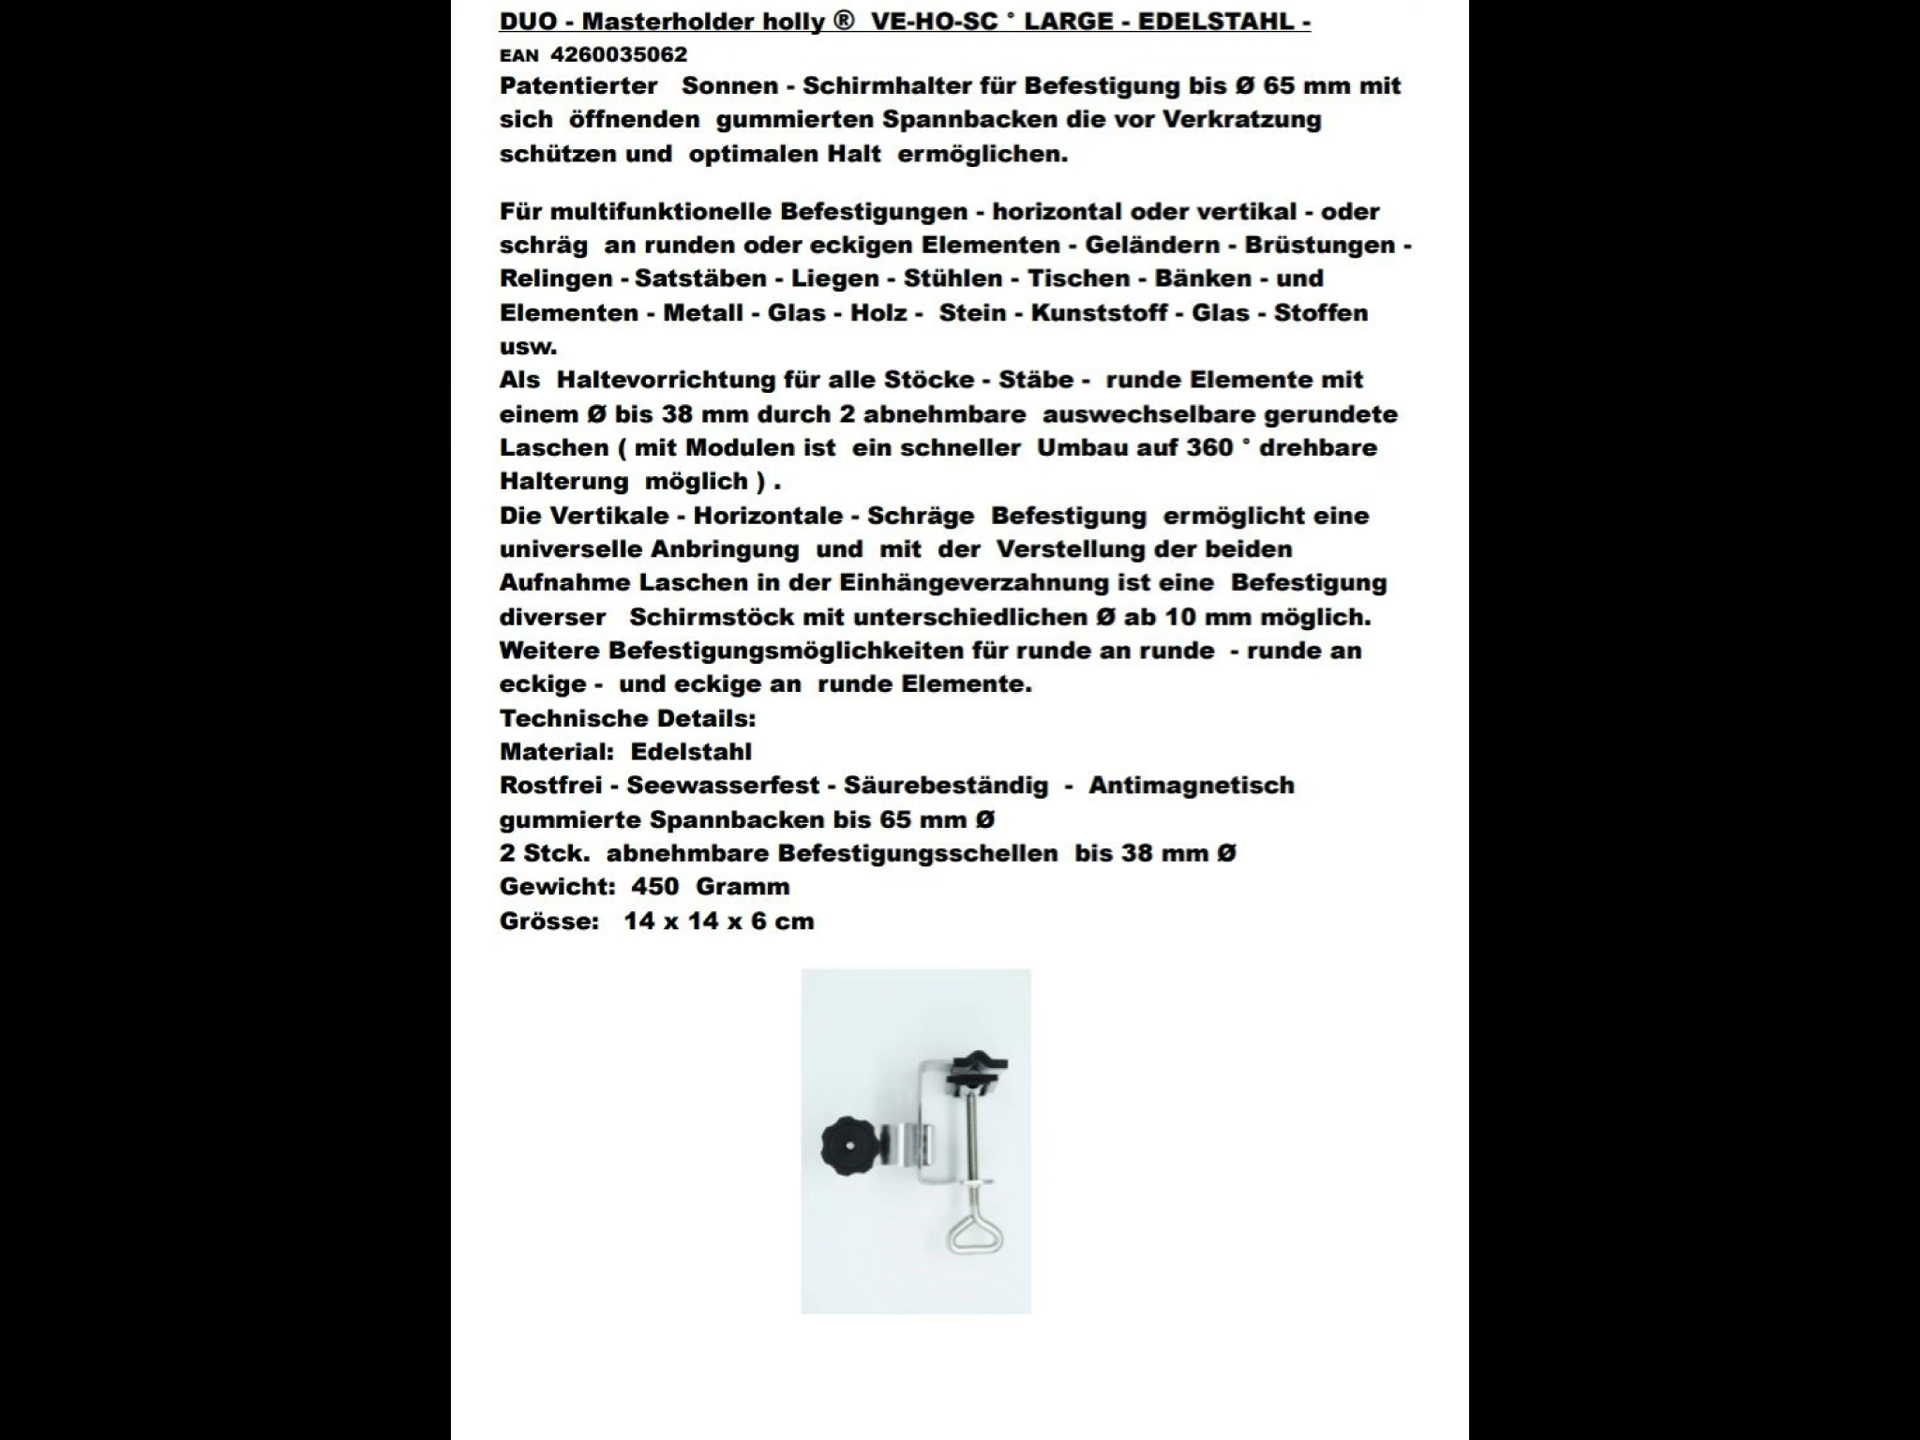 DUO - Masterholder holly ® VE-HO-SC ° LARGE - EDELSTAHL -
EAN 4260035062
Patentierter Sonnen - Schirmhalter für Befestigung bis Ø 65 mm mit
sich öffnenden gummierten Spannbacken die vor Verkratzung
schützen und optimalen Halt ermöglichen.
Für multifunktionelle Befestigungen - horizontal oder vertikal - oder
schräg an runden oder eckigen Elementen - Geländern - Brüstungen -
Relingen - Satstäben - Liegen - Stühlen - Tischen - Bänken - und
Elementen - Metall - Glas - Holz - Stein - Kunststoff - Glas - Stoffen
usw.
Als Haltevorrichtung für alle Stöcke - Stäbe - runde Elemente mit
einem Ø bis 38 mm durch 2 abnehmbare auswechselbare gerundete
Laschen ( mit Modulen ist ein schneller Umbau auf 360 ° drehbare
Halterung möglich ) .
Die Vertikale - Horizontale - Schräge Befestigung ermöglicht eine
universelle Anbringung und mit der Verstellung der beiden
Aufnahme Laschen in der Einhängeverzahnung ist eine Befestigung
diverser Schirmstöck mit unterschiedlichen Ø ab 10 mm möglich.
Weitere Befestigungsmöglichkeiten für runde an runde - runde an
eckige - und eckige an runde Elemente.
Technische Details:
Material: Edelstahl
Rostfrei - Seewasserfest - Säurebeständig - Antimagnetisch
gummierte Spannbacken bis 65 mm Ø
2 Stck. abnehmbare Befestigungsschellen bis 38 mm Ø
Gewicht: 450 Gramm
Grösse: 14 x 14 x 6 cm